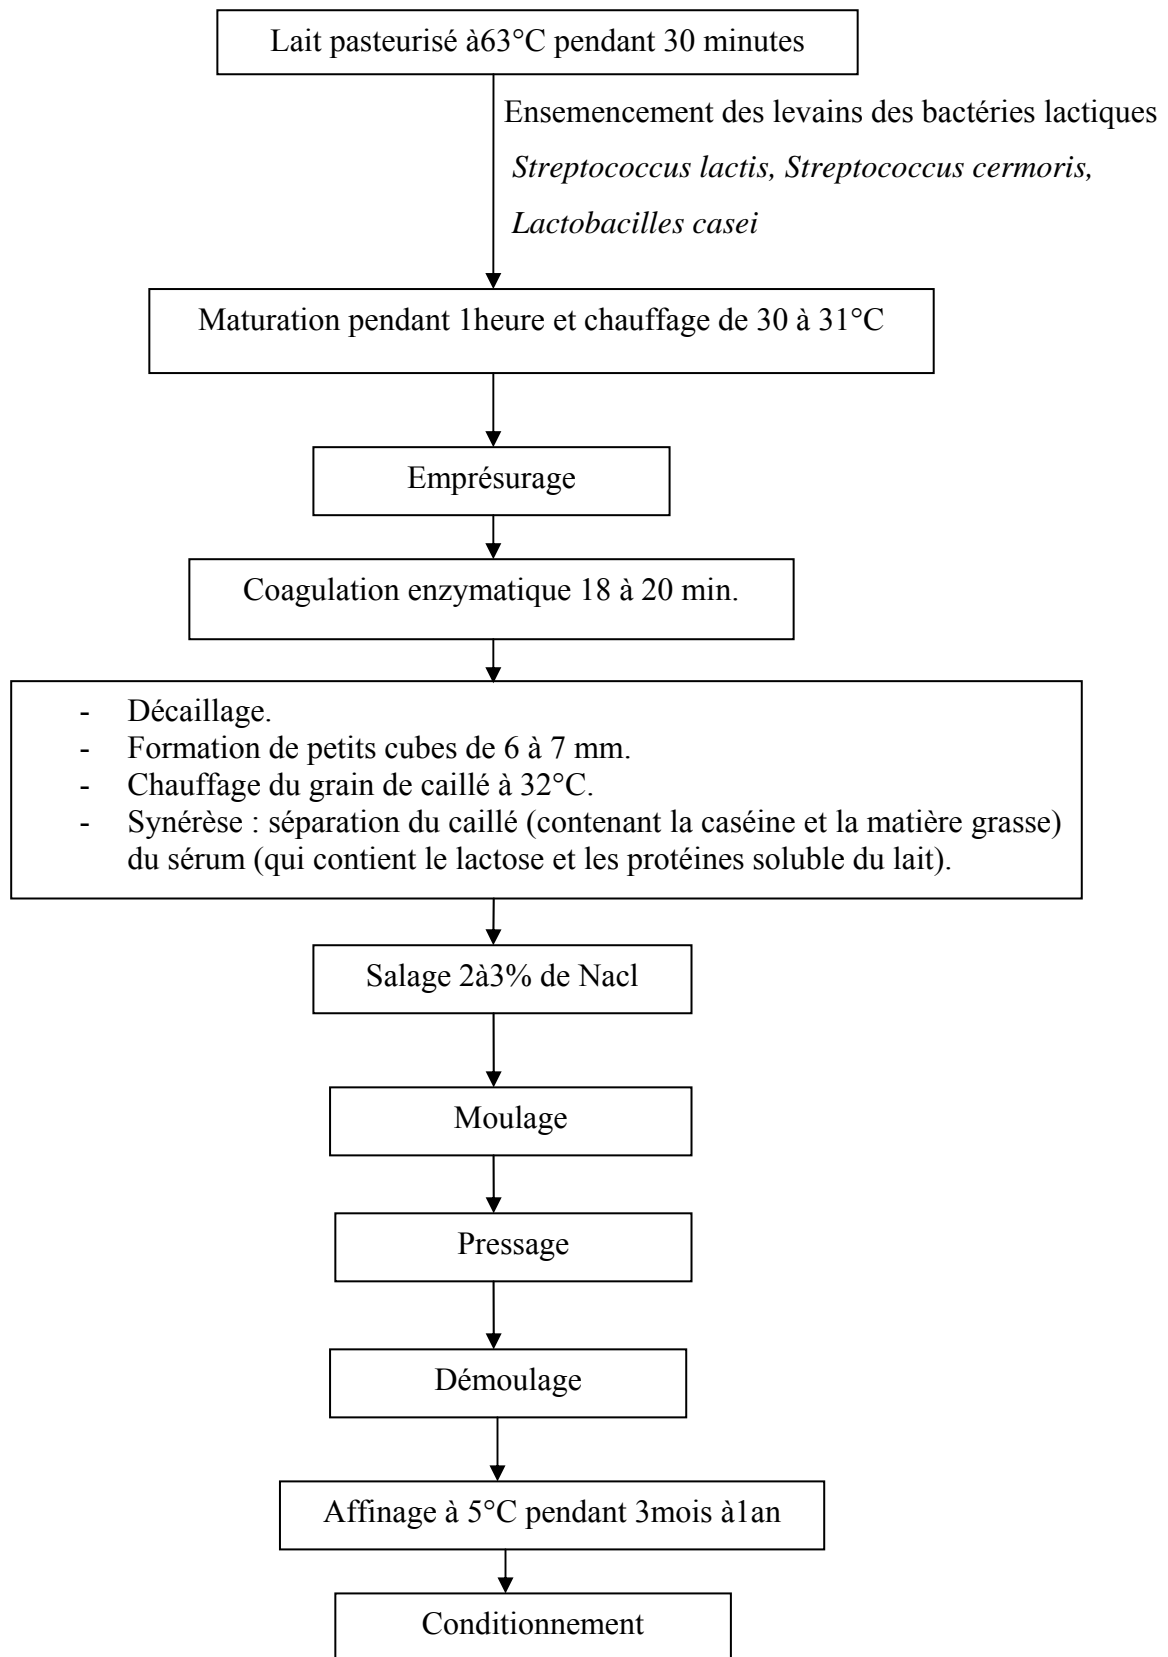 Lait pasteurisé à63°C pendant 30 minutes
Ensemencement des levains des bactéries lactiques
Streptococcus lactis, Streptococcus cermoris,
Lactobacilles casei
Maturation pendant 1heure et chauffage de 30 à 31°C
Emprésurage
Coagulation enzymatique 18 à 20 min.
- Décaillage.
- Formation de petits cubes de 6 à 7 mm.
- Chauffage du grain de caillé à 32°C.
- Synérèse : séparation du caillé (contenant la caséine et la matière grasse)
du sérum (qui contient le lactose et les protéines soluble du lait).
Salage 2à3% de Nacl
Moulage
Pressage
Démoulage
Affinage à 5°C pendant 3mois à1an
Conditionnement